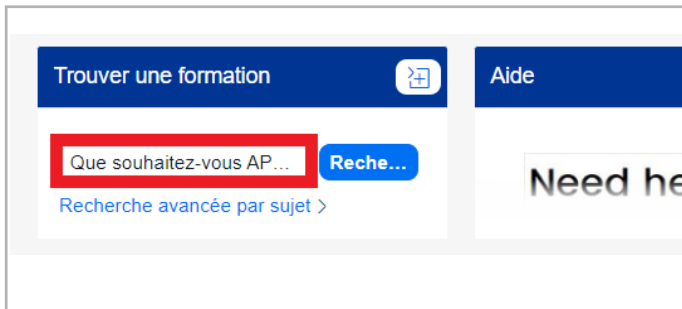 Trouver une formation
Aide
Que souhaitez-vous AP...
Reche...
Need he
Recherche avancée par sujet >